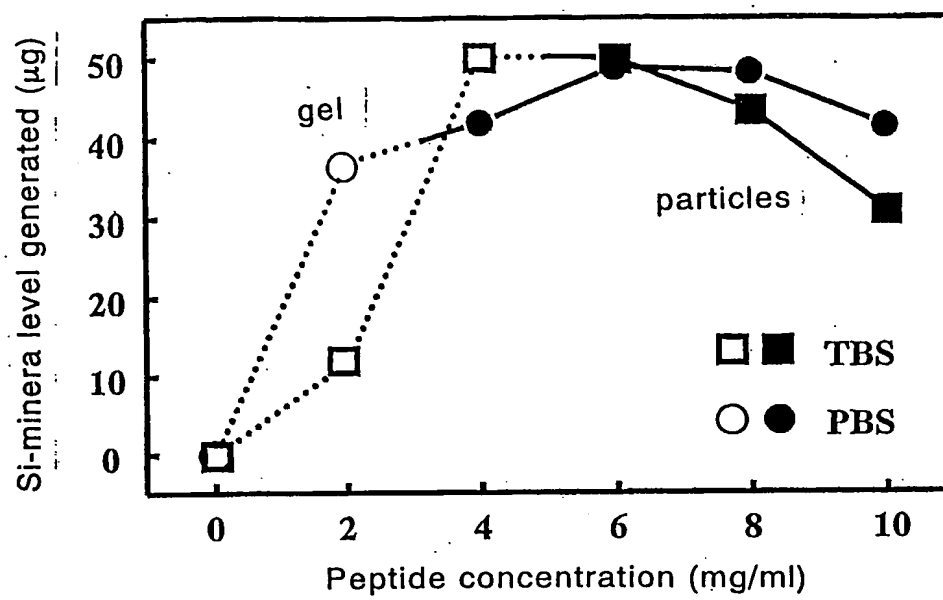 Si-minera level generated (µg)
50
40
30
20
10
0
gel
particles
TBS
PBS
0 2 4 6 8 10
Peptide concentration (mg/ml)